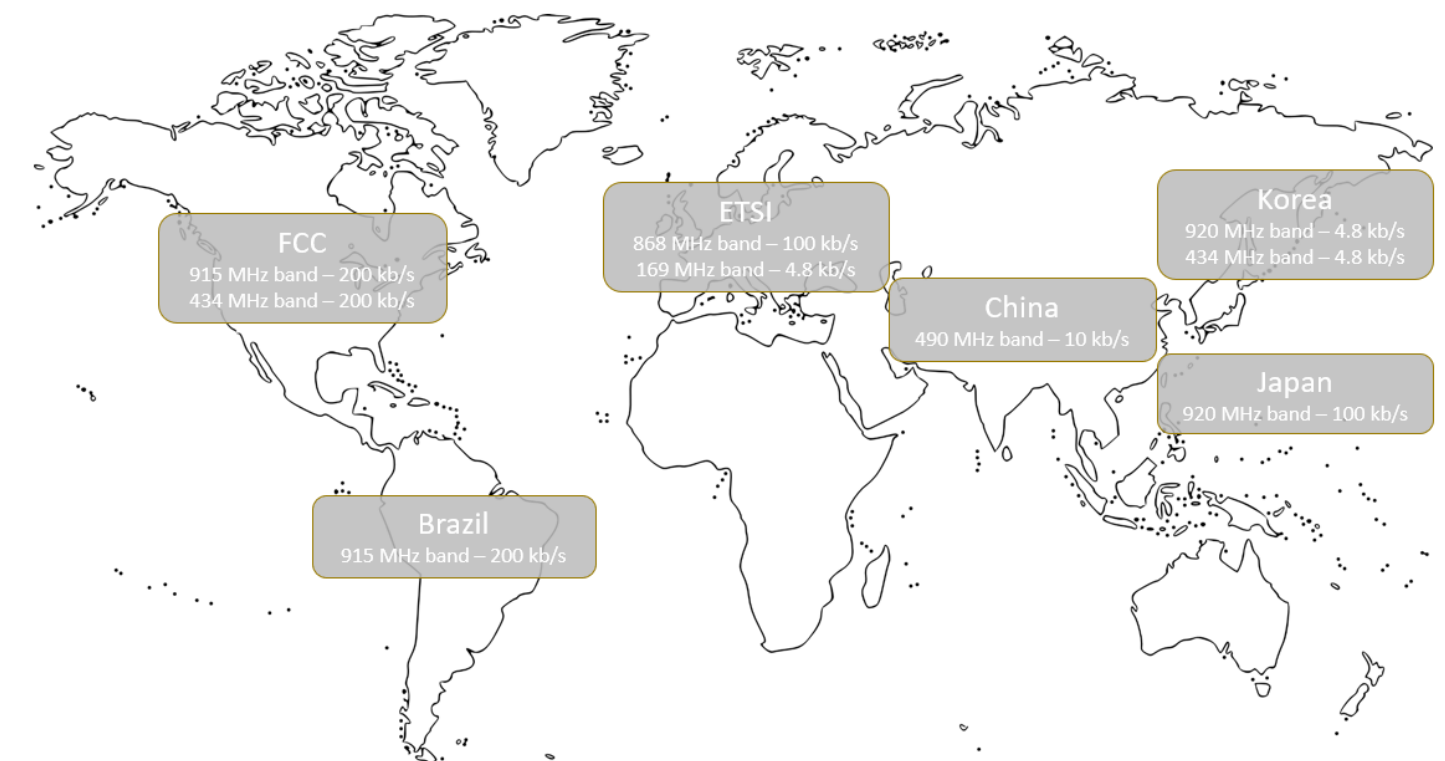 FCC
915 MHz band – 200 kb/s
434 MHz band – 200 kb/s
ETSI
868 MHz band – 100 kb/s
169 MHz band – 4.8 kb/s
Korea
920 MHz band – 4.8 kb/s
434 MHz band – 4.8 kb/s
China
490 MHz band – 10 kb/s
Japan
920 MHz band – 100 kb/s
Brazil
915 MHz band – 200 kb/s